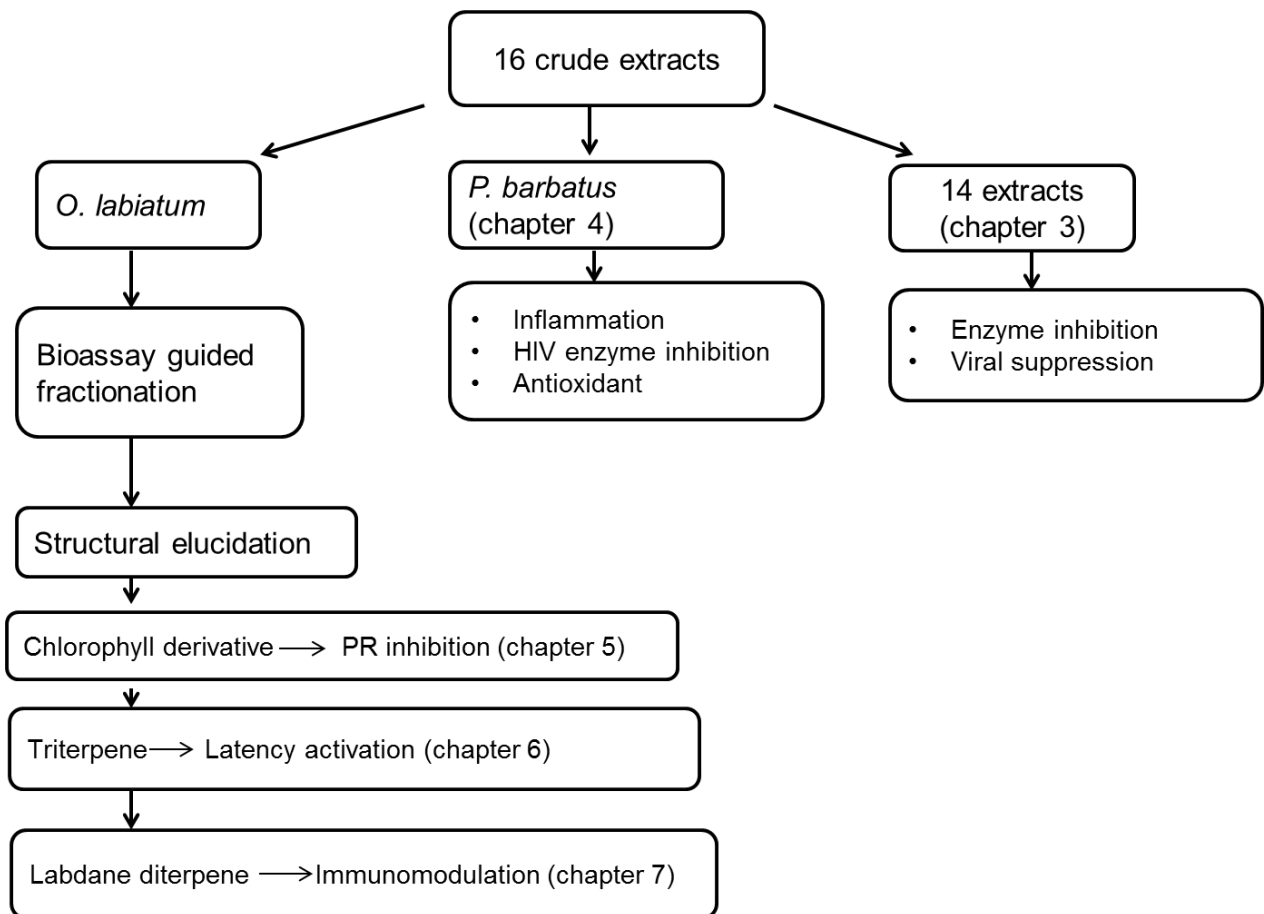 16 crude extracts
O. labiatum
P. barbatus
(chapter 4)
14 extracts
(chapter 3)
Bioassay guided
fractionation
• Inflammation
• HIV enzyme inhibition
• Antioxidant
• Enzyme inhibition
• Viral suppression
Structural elucidation
Chlorophyll derivative → PR inhibition (chapter 5)
Triterpene → Latency activation (chapter 6)
Labdane diterpene → Immunomodulation (chapter 7)